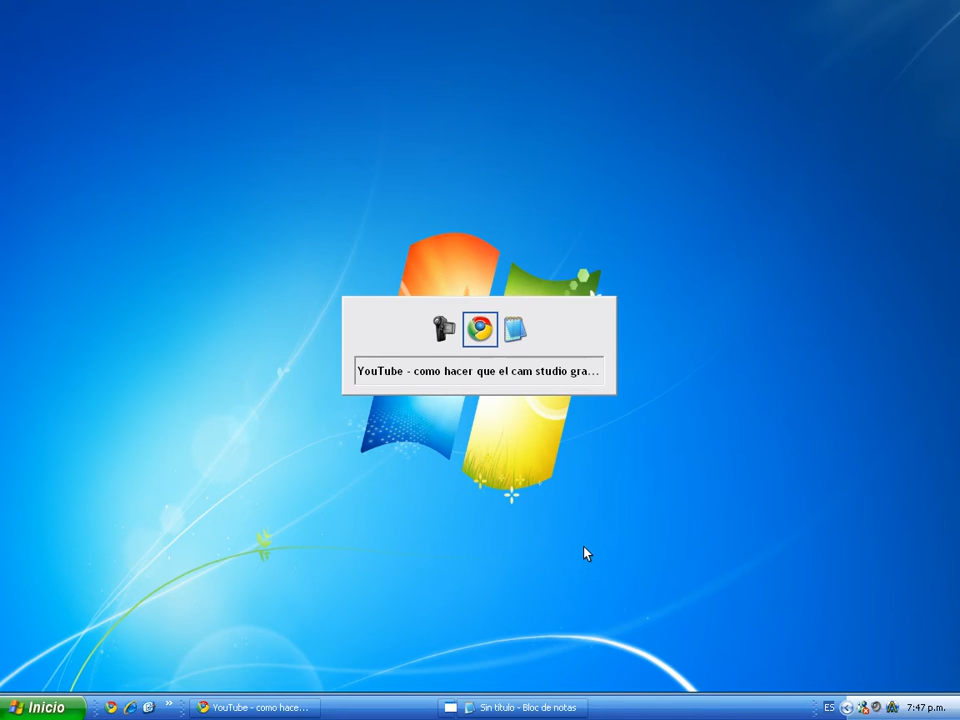 YouTube - como hacer que el cam studio gra...
Inicio
YouTube - como hace...
Sin título - Bloc de notas
ES
7:47 p.m.